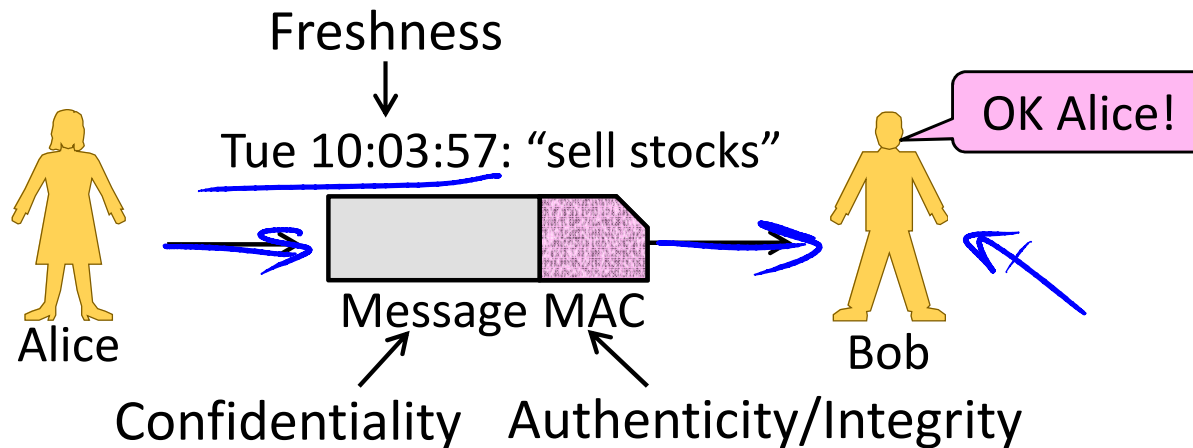 Freshness
OK Alice!
Tue 10:03:57: “sell stocks”
Message MAC
Alice
Bob
Confidentiality
Authenticity/Integrity